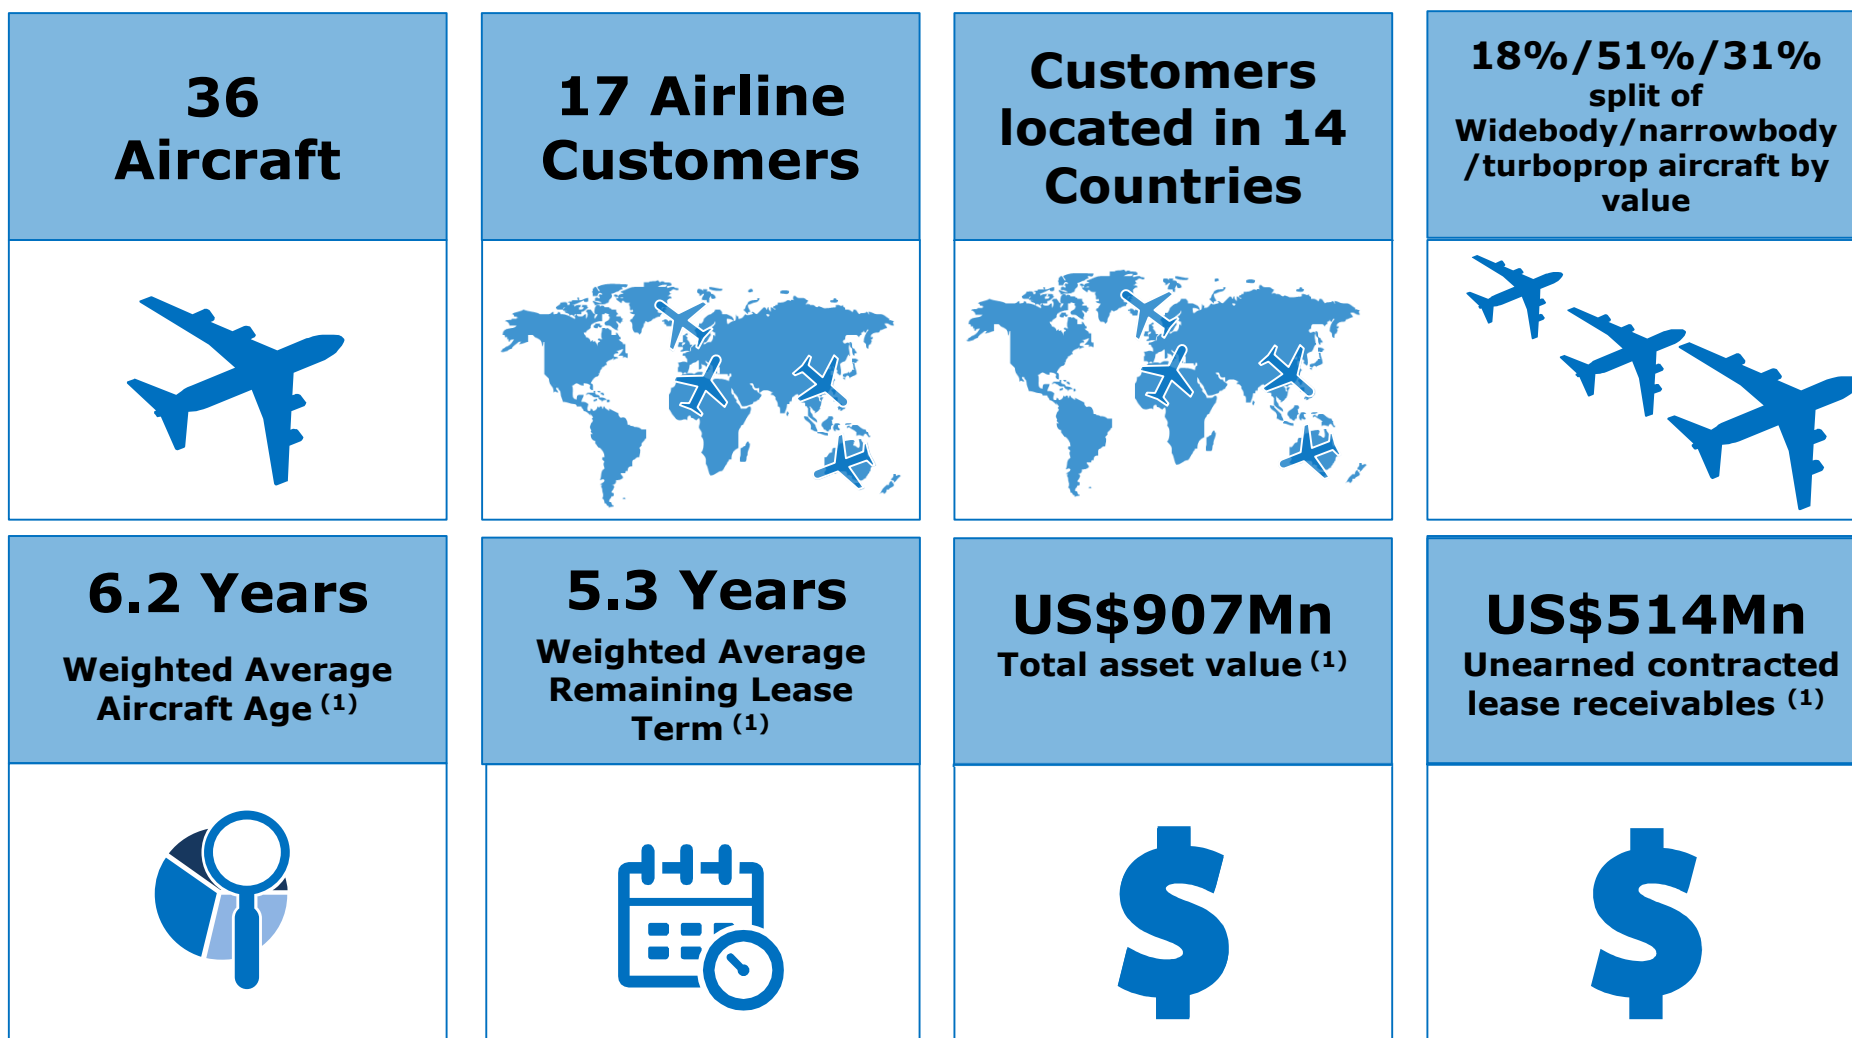 36
Aircraft
17 Airline
Customers
Customers
located in 14
Countries
18%/51%/31%
split of
Widebody/narrowbody
/turboprop aircraft by
value
6.2 Years
Weighted Average
Aircraft Age (1)
5.3 Years
Weighted Average
Remaining Lease
Term (1)
US$907Mn
Total asset value (1)
US$514Mn
Unearned contracted
lease receivables (1)